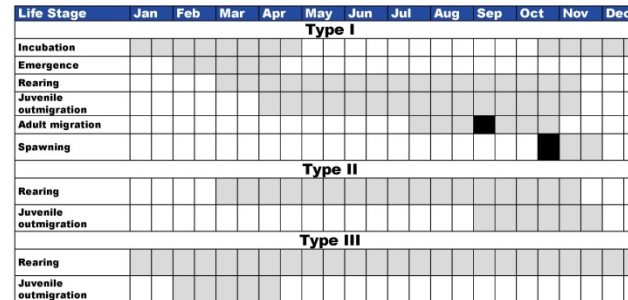 Life Stage Jan Feb Mar Apr May Jun Jul Aug Sep Oct Nov Dec
Type I
Incubation
Emergence
Rearing
Juvenile
outmigration
Adult migration
Spawning
Type II
Rearing
Juvenile
outmigration
Type III
Rearing
Juvenile
outmigration